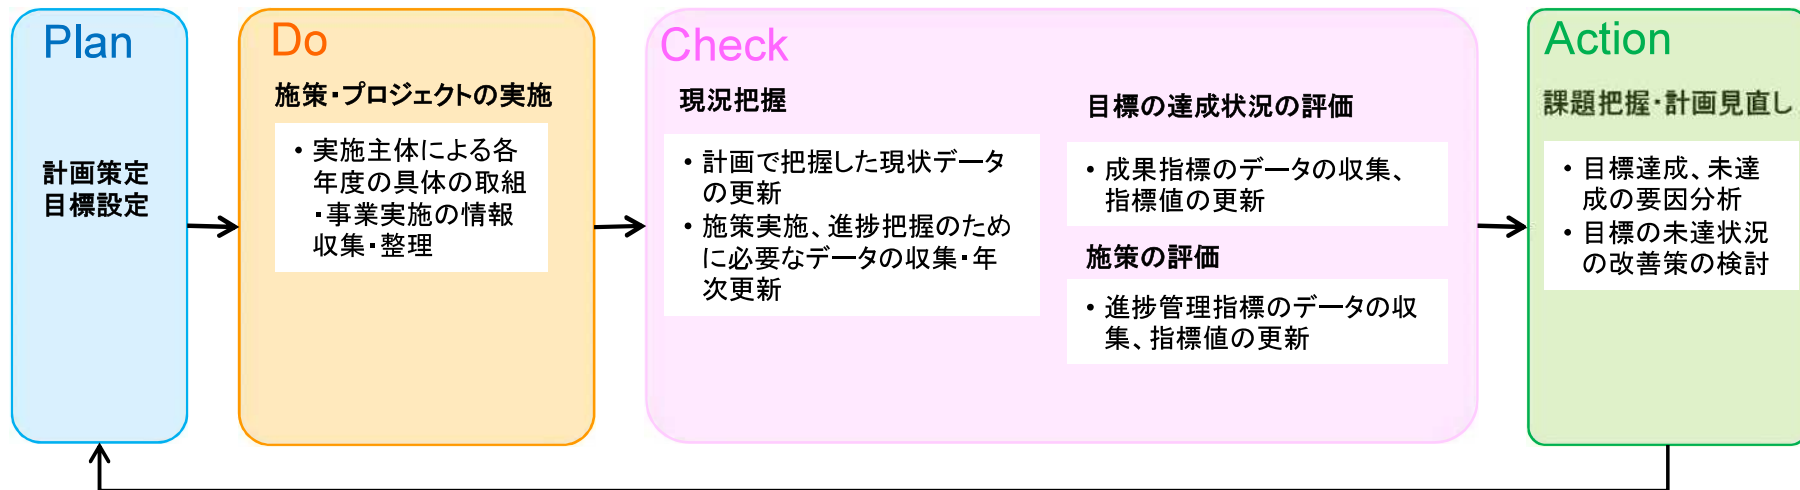 Plan
計画策定
目標設定
Do
施策・プロジェクトの実施
• 実施主体による各
年度の具体の取組
・事業実施の情報
収集・整理
Check
現況把握
• 計画で把握した現状データ
の更新
• 施策実施、進捗把握のため
に必要なデータの収集・年
次更新
目標の達成状況の評価
• 成果指標のデータの収集、
指標値の更新
施策の評価
• 進捗管理指標のデータの収
集、指標値の更新
Action
課題把握・計画見直し
• 目標達成、未達
成の要因分析
• 目標の未達状況
の改善策の検討